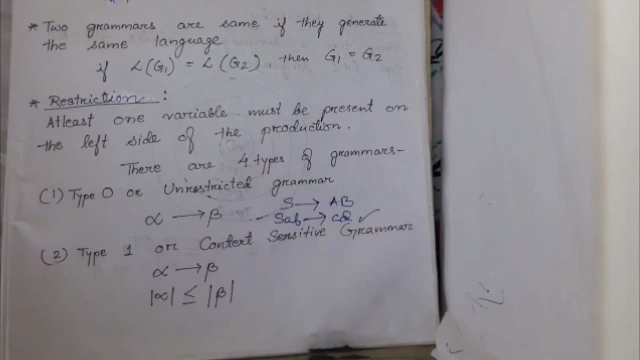 * Two grammars are same if they generate
the same language
if L(G₁) = L(G₂), then G₁ = G₂
* Restriction :
Atleast one variable must be present on
the left side of the production.
There are 4 types of grammars-
(1) Type 0 or Unrestricted grammar
S → AB
α → β
Sab → ca ✓
(2) Type 1 or Context Sensitive Grammar
α → β
|α| ≤ |β|